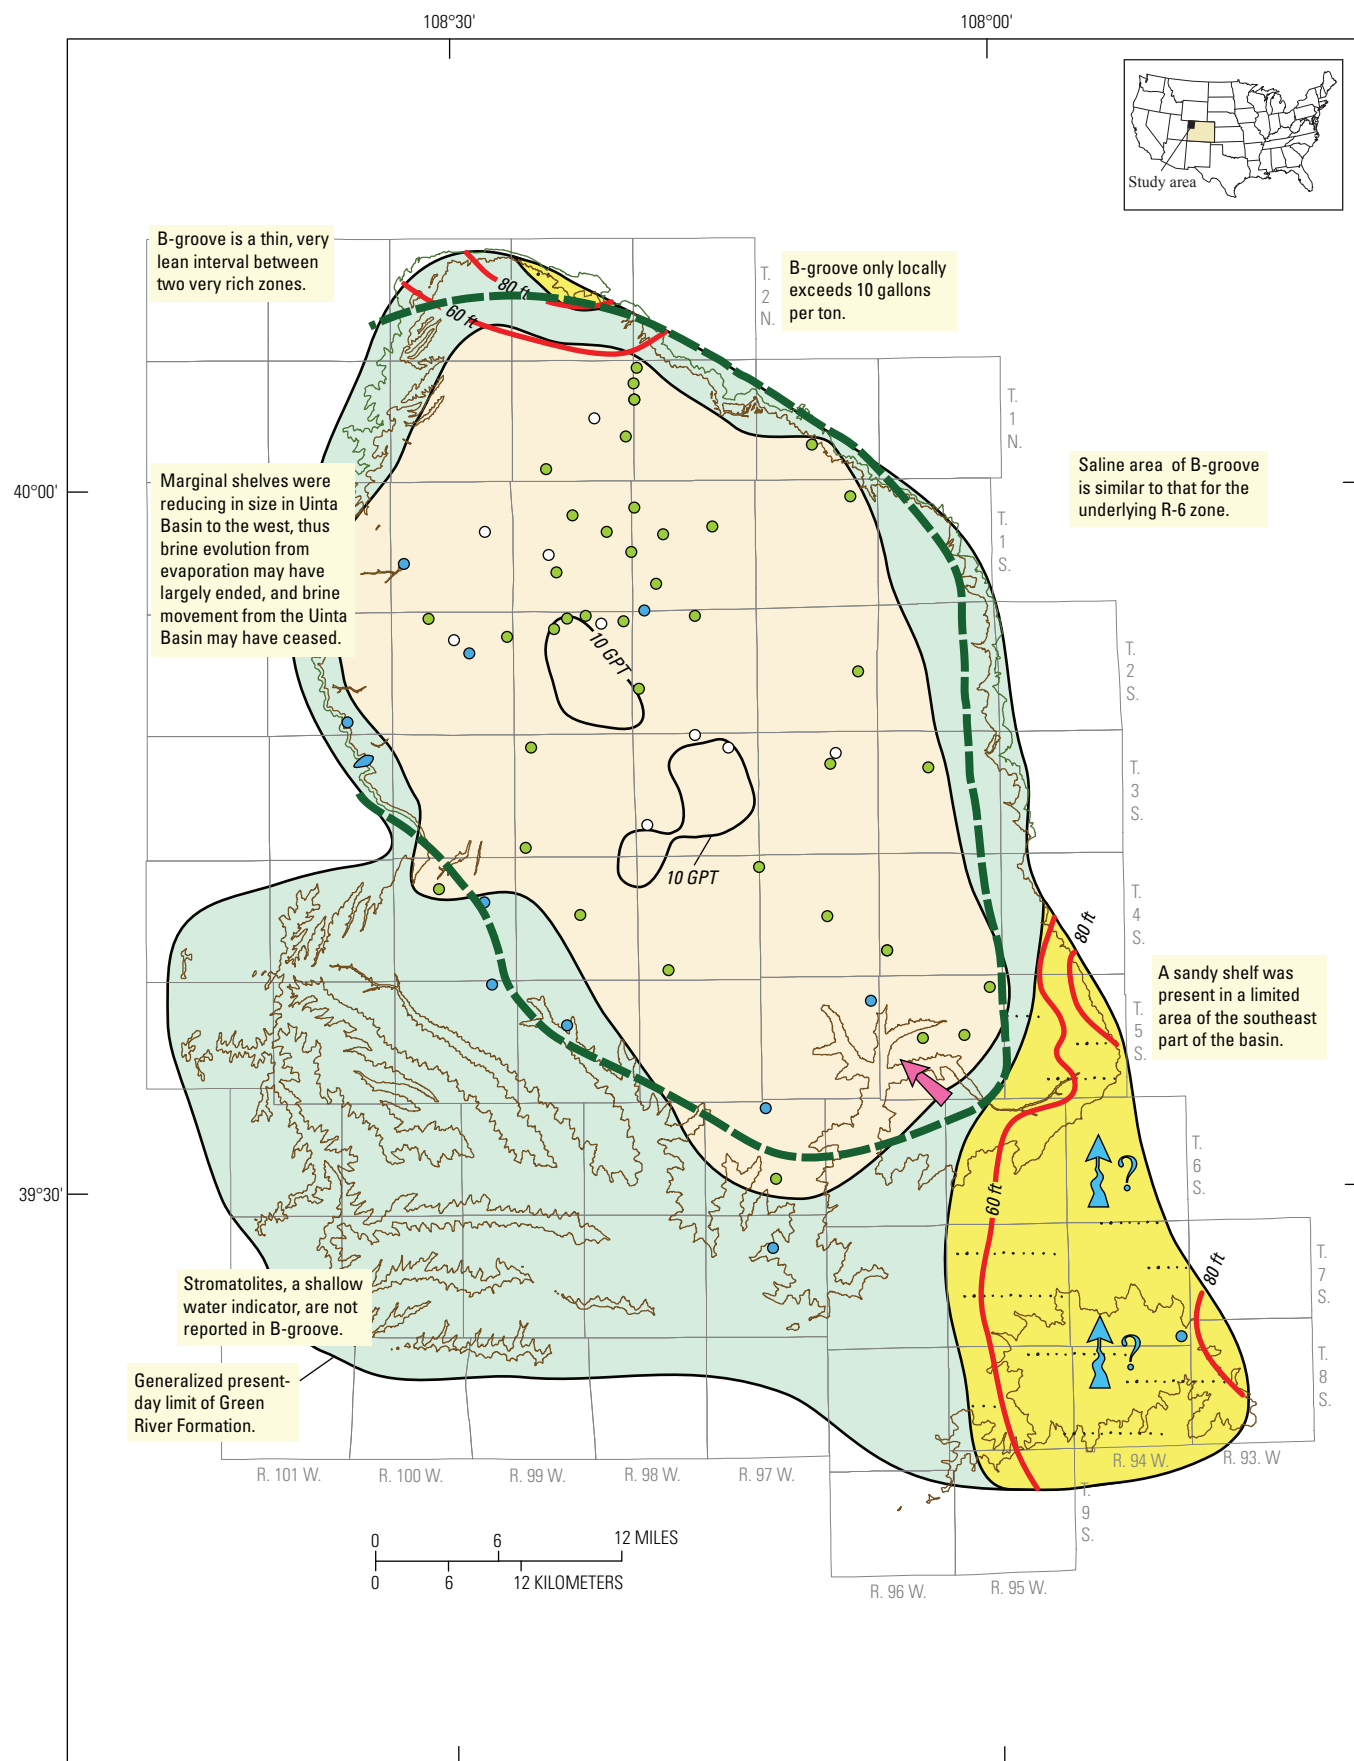 108°30'
108°00'
Study area
B-groove is a thin, very
lean interval between
two very rich zones.
T.
2
N.
B-groove only locally
exceeds 10 gallons
per ton.
80 ft
60 ft
T.
1
N.
40°00'
Marginal shelves were
reducing in size in Uinta
Basin to the west, thus
brine evolution from
evaporation may have
largely ended, and brine
movement from the Uinta
Basin may have ceased.
Saline area of B-groove
is similar to that for the
underlying R-6 zone.
T.
1
S.
10 GPT
T.
2
S.
T.
3
S.
10 GPT
T.
4
S.
80 ft
A sandy shelf was
present in a limited
area of the southeast
part of the basin.
T.
5
S.
39°30'
?
T.
6
S.
60 ft
80 ft
T.
7
S.
Stromatolites, a shallow
water indicator, are not
reported in B-groove.
?
T.
8
S.
Generalized present-
day limit of Green
River Formation.
R. 101 W.
R. 100 W.
R. 99 W.
R. 98 W.
R. 97 W.
R. 94 W.
R. 93 W.
T.
9
S.
0
6
12 MILES
0
6
12 KILOMETERS
R. 96 W.
R. 95 W.